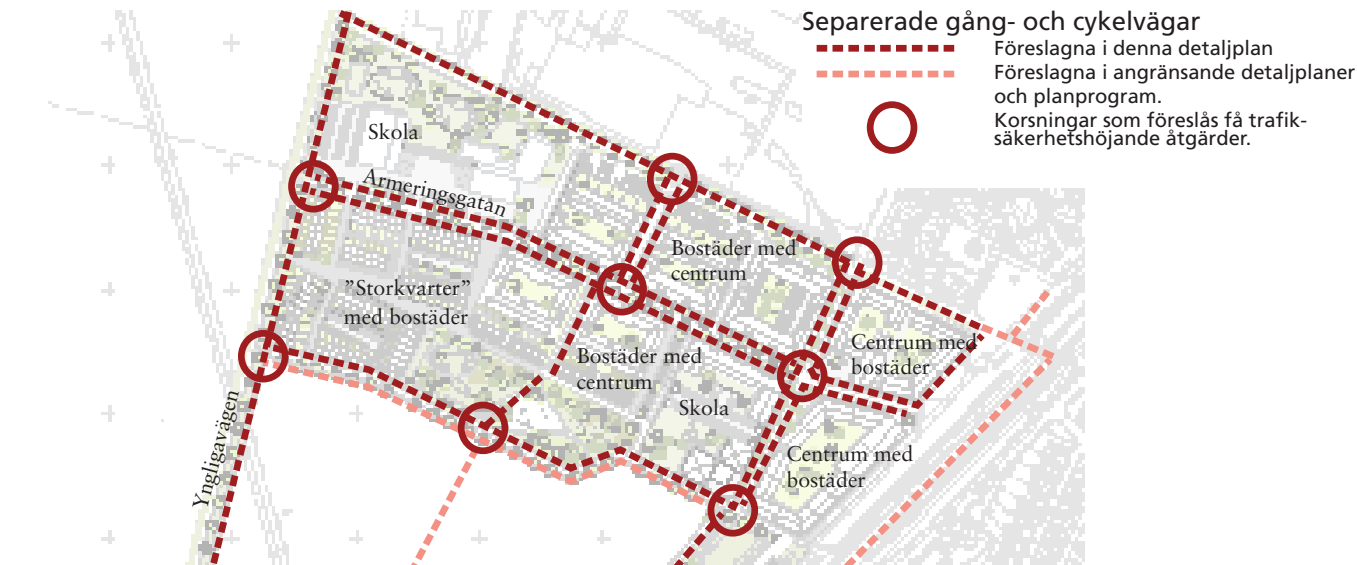 Separerade gång- och cykelvägar
Föreslagna i denna detaljplan
Föreslagna i angränsande detaljplaner
och planprogram.
Korsningar som föreslås få trafik-
säkerhetshöjande åtgärder.
Skola
Armeringsgatan
Bostäder med
centrum
”Storkvarter”
med bostäder
Centrum med
bostäder
Bostäder med
centrum
Skola
Centrum med
bostäder
Yngligavägen